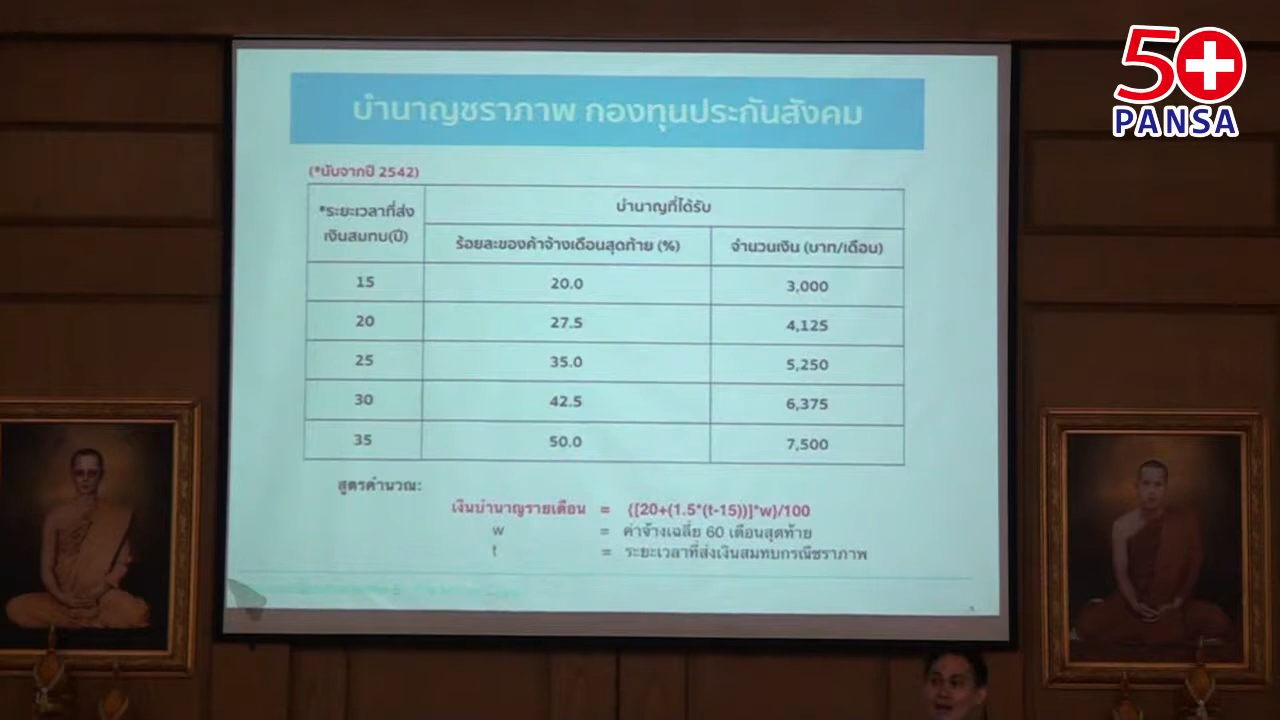 50
PANSA
บำนาญชราภาพ กองทุนประกันสังคม
(*นับจากปี 2542)
*ระยะเวลาที่ส่ง
เงินสมทบ(ปี)
บำนาญที่ได้รับ
ร้อยละของค่าจ้างเดือนสุดท้าย (%)
จำนวนเงิน (บาท/เดือน)
15 20.0 3,000
20 27.5 4,125
25 35.0 5,250
30 42.5 6,375
35 50.0 7,500
สูตรคำนวณ:
เงินบำนาญรายเดือน = {[20+(1.5*(t-15))]*w}/100
w = ค่าจ้างเฉลี่ย 60 เดือนสุดท้าย
t = ระยะเวลาที่ส่งเงินสมทบกรณีชราภาพ